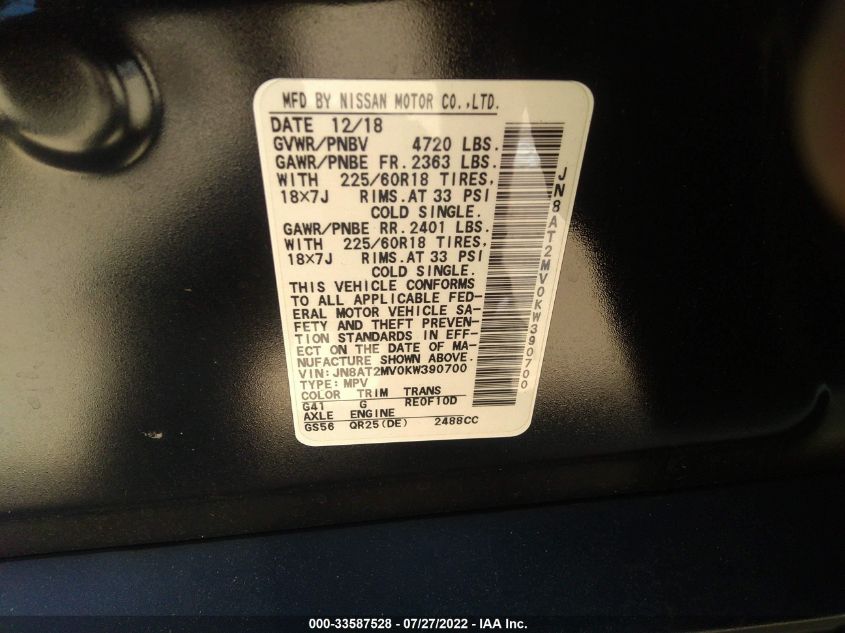 MFD BY NISSAN MOTOR CO.,LTD.
DATE 12/18
GVWR/PNBV 4720 LBS.
GAWR/PNBE FR. 2363 LBS.
WITH 225/60R18 TIRES,
18×7J RIMS.AT 33 PSI
COLD SINGLE.
GAWR/PNBE RR. 2401 LBS.
WITH 225/60R18 TIRES,
18×7J RIMS.AT 33 PSI
COLD SINGLE.
THIS VEHICLE CONFORMS
TO ALL APPLICABLE FED-
ERAL MOTOR VEHICLE SA-
FETY AND THEFT PREVEN-
TION STANDARDS IN EFF-
ECT ON THE DATE OF MA-
NUFACTURE SHOWN ABOVE.
VIN: JN8AT2MV0KW390700
TYPE: MPV
COLOR TRIM TRANS
G41 G RE0F10D
AXLE ENGINE
GS56 QR25(DE) 2488CC
JN8AT2MV0KW390700
000-33587528 - 07/27/2022 - IAA Inc.